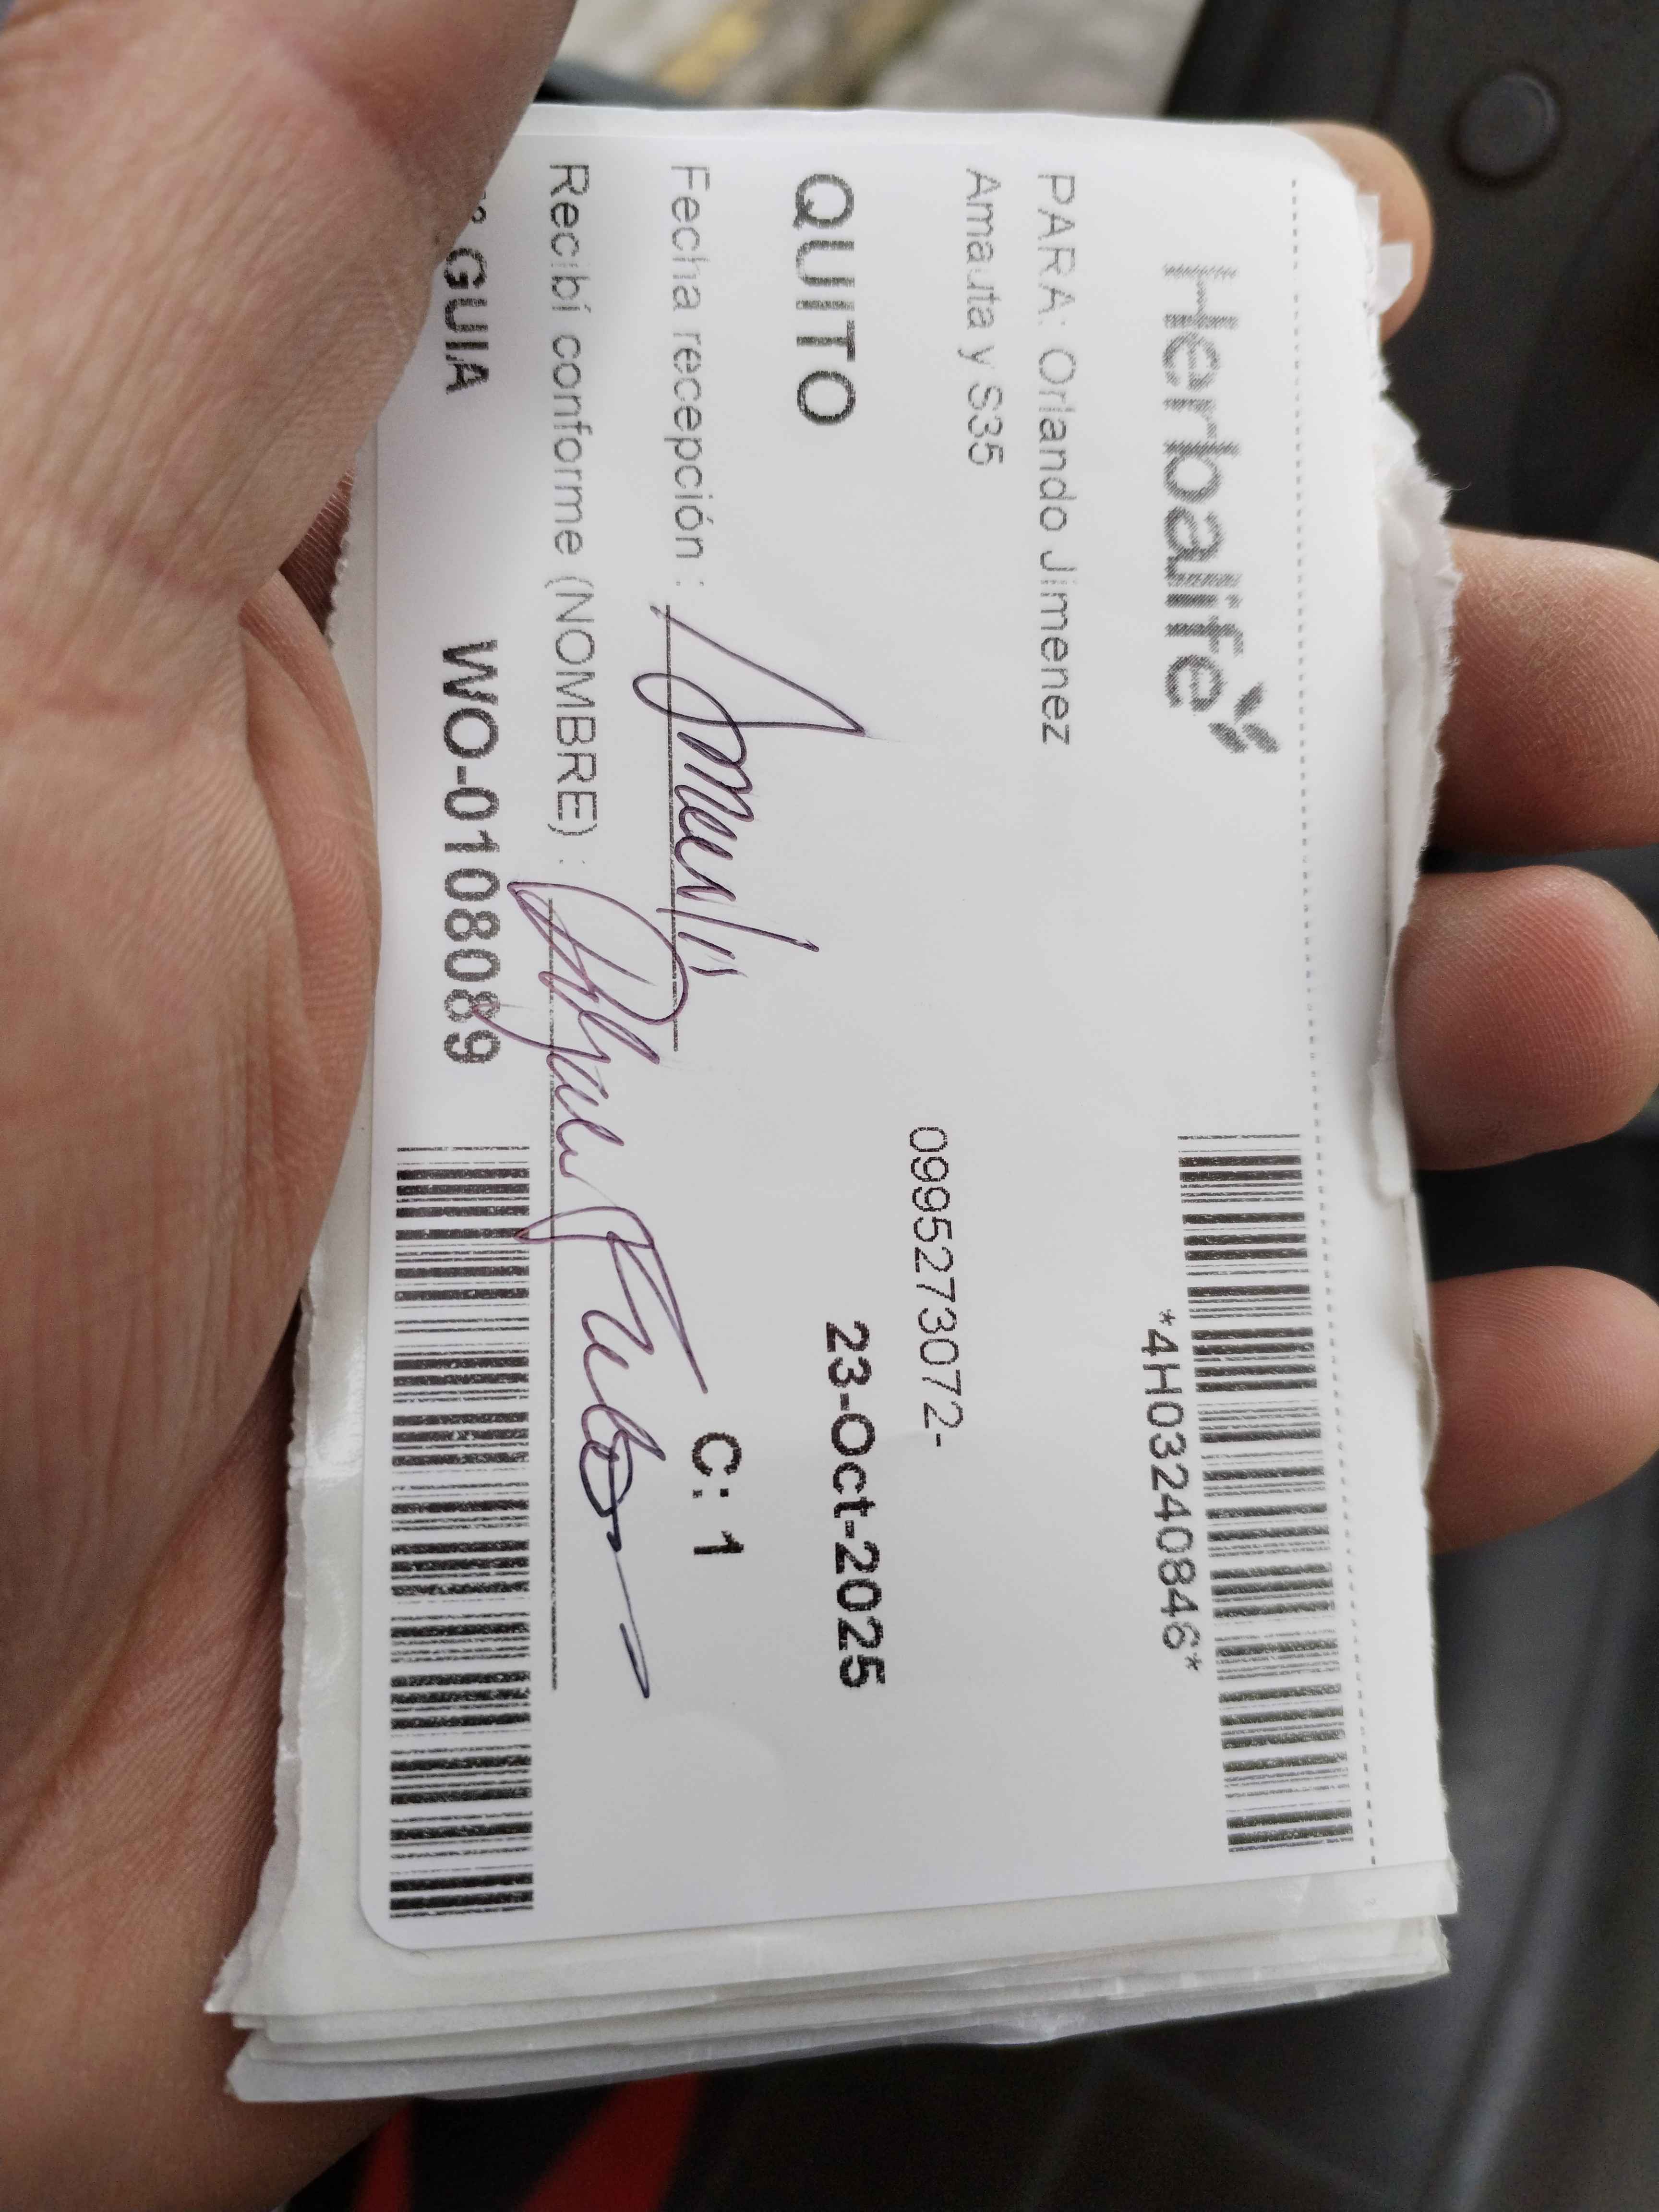 Herbalife
*4H03240846*
PARA: Orlando Jimenez
Amauta y S35
0995273072-
QUITO
23-Oct-2025
Fecha recepción :
C: 1
Recibí conforme (NOMBRE) :
GUIA WO-0108089